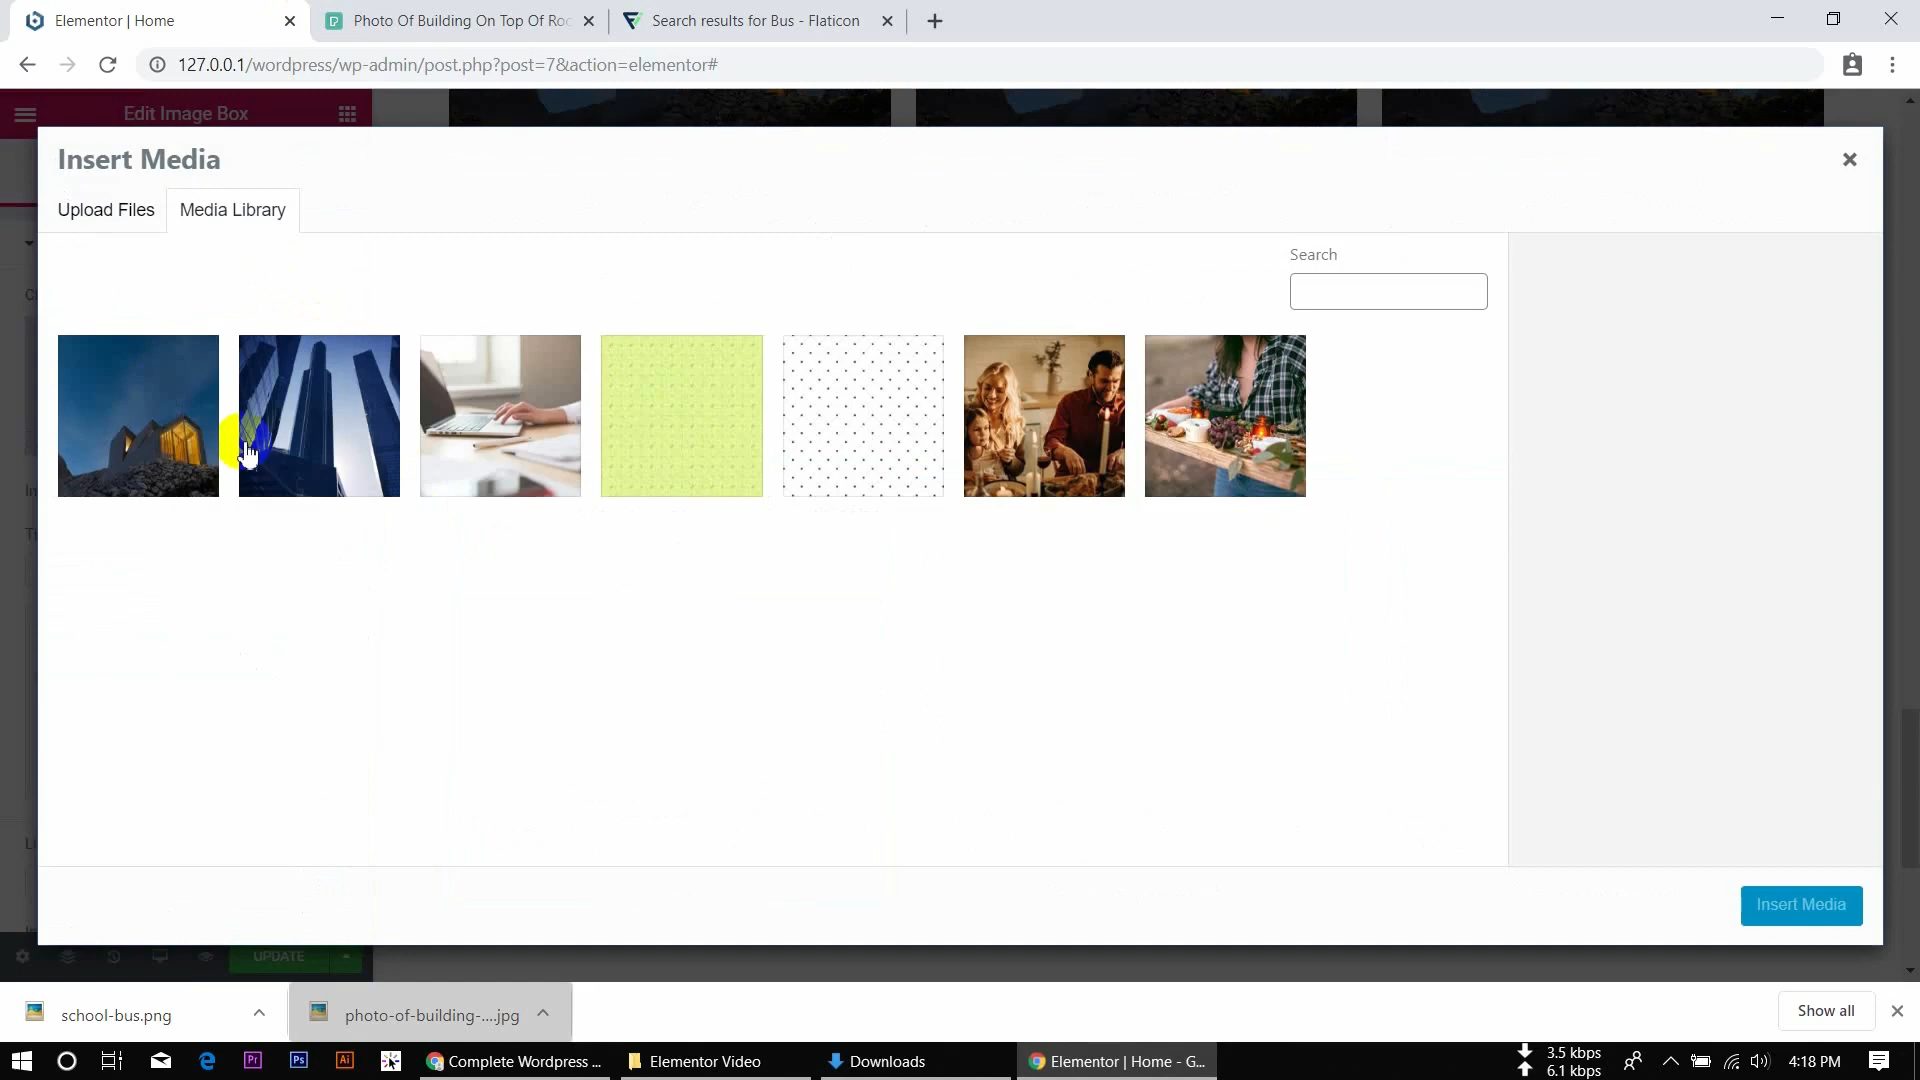 Elementor | Home
Photo Of Building On Top Of Roc
Search results for Bus - Flaticon
127.0.0.1/wordpress/wp-admin/post.php?post=7&action=elementor#
Edit Image Box
Insert Media
Upload Files
Media Library
Search
Insert Media
UPDATE
school-bus.png
photo-of-building-....jpg
Show all
Pr
Ps
Ai
Complete Wordpress ...
Elementor Video
Downloads
Elementor | Home - G...
3.5 kbps
6.1 kbps
4:18 PM